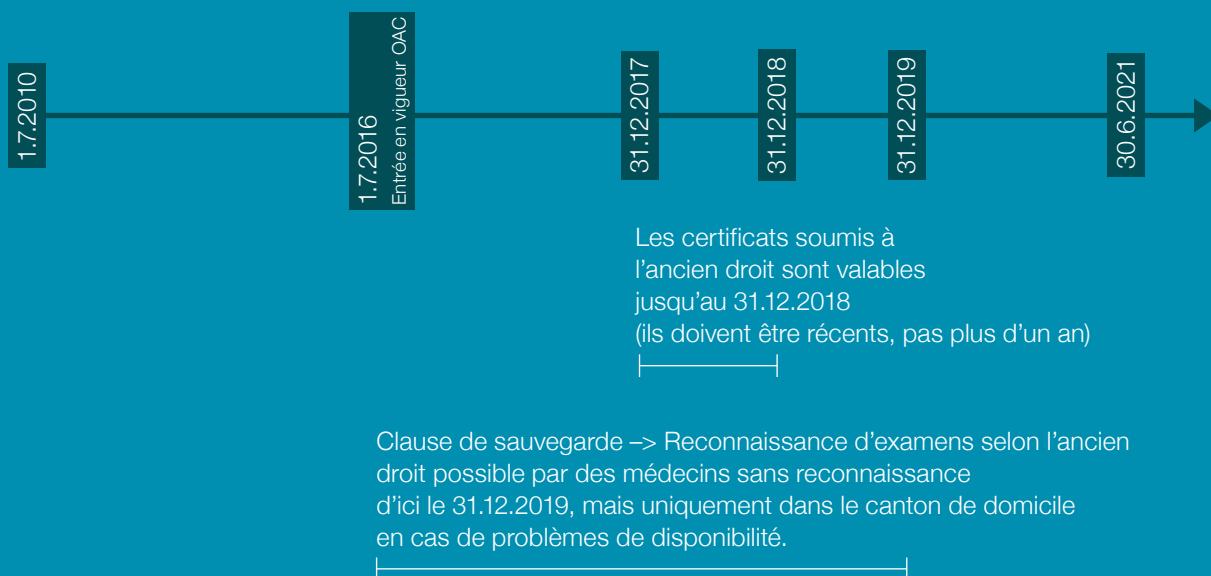 1.7.2010
1.7.2016
Entrée en vigueur OAC
31.12.2017
31.12.2018
31.12.2019
30.6.2021
Les certificats soumis à
l'ancien droit sont valables
jusqu'au 31.12.2018
(ils doivent être récents, pas plus d'un an)
Clause de sauvegarde –> Reconnaissance d'examens selon l'ancien
droit possible par des médecins sans reconnaissance
d'ici le 31.12.2019, mais uniquement dans le canton de domicile
en cas de problèmes de disponibilité.